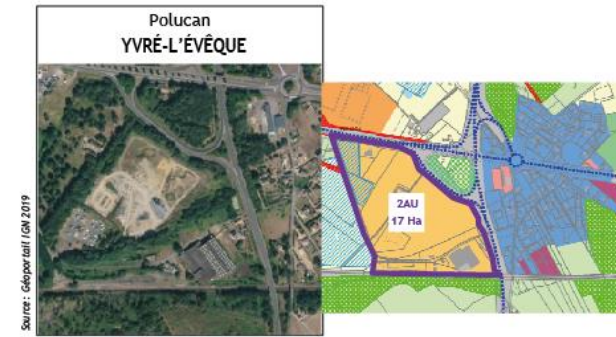 Polucan
YVRÉ-L'ÉVÊQUE
Source : Géoportail IGN 2019
2AU
17 Ha